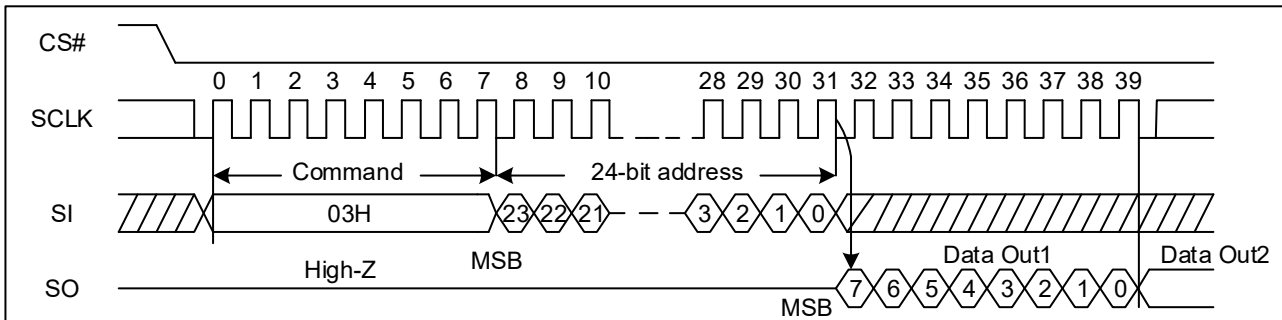 CS#
0 1 2 3 4 5 6 7 8 9 10 28 29 30 31 32 33 34 35 36 37 38 39
SCLK
Command 24-bit address
SI 03H 23 22 21 3 2 1 0
High-Z MSB Data Out1 Data Out2
SO 7 6 5 4 3 2 1 0
MSB